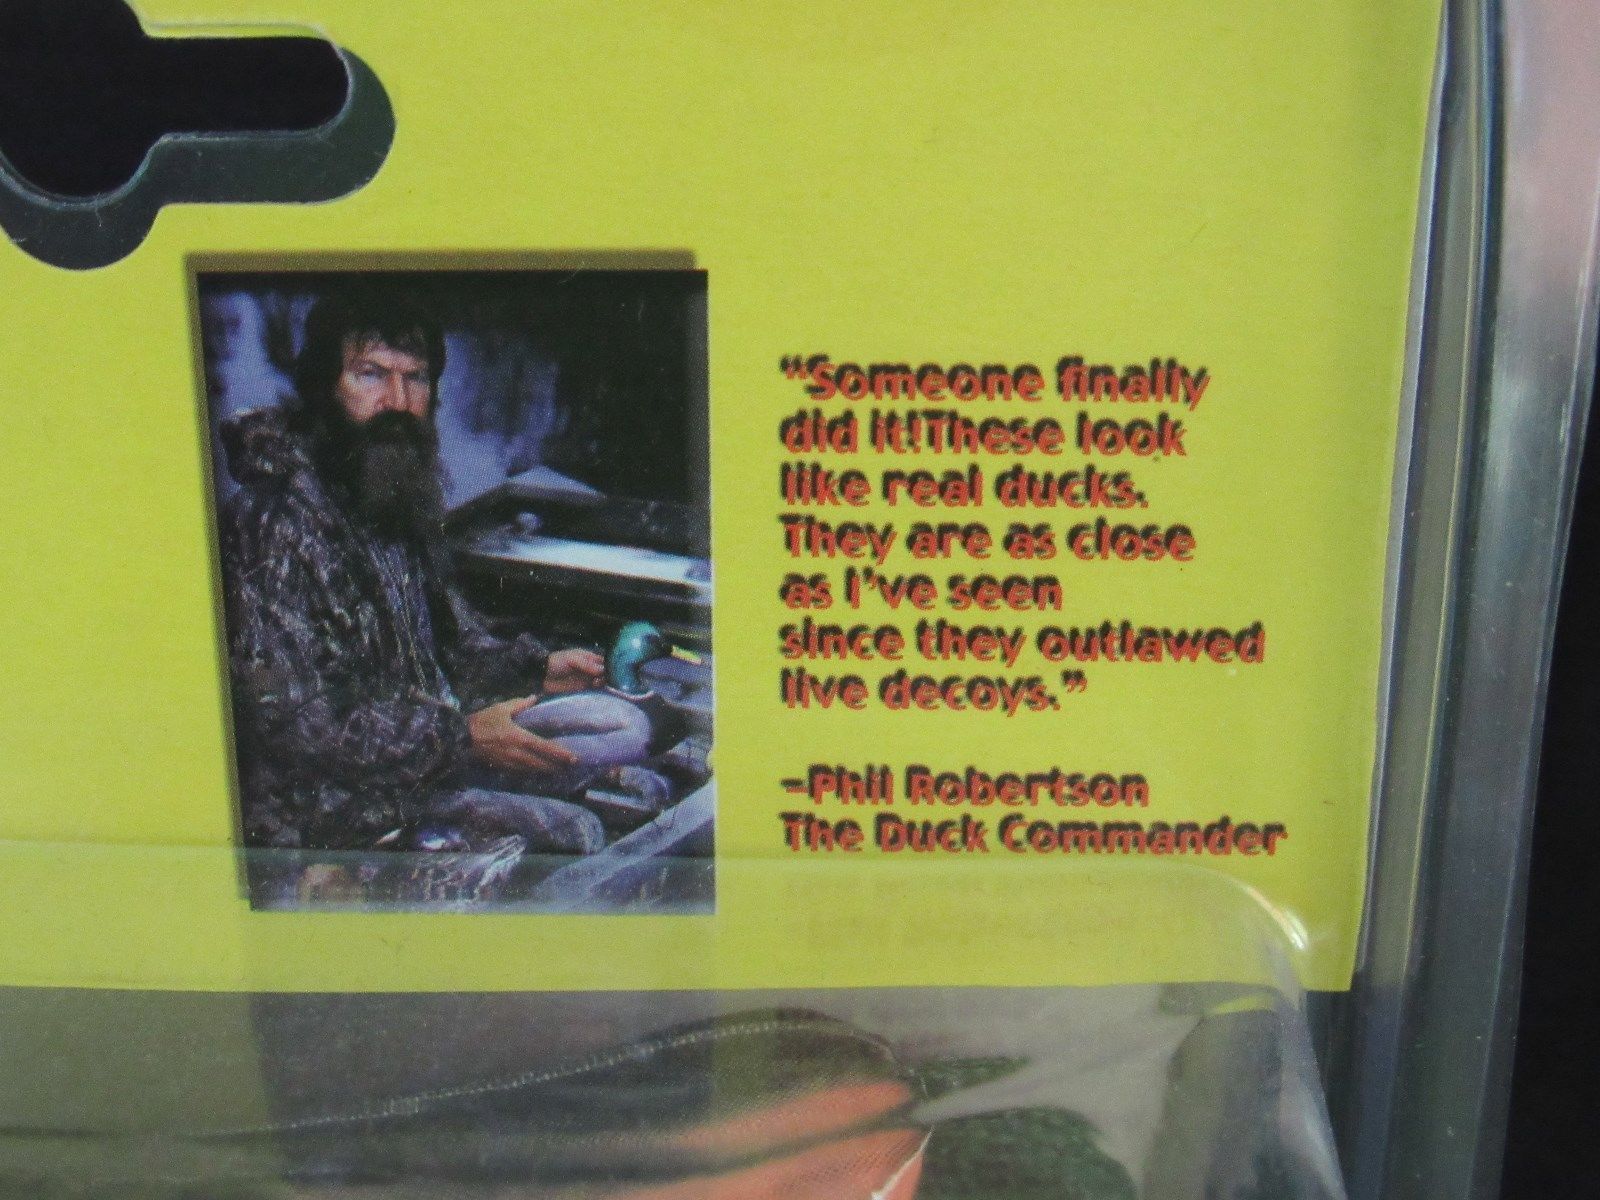 “Someone finally
did it!These look
like real ducks.
They are as close
as I’ve seen
since they outlawed
live decoys.”
–Phil Robertson
The Duck Commander